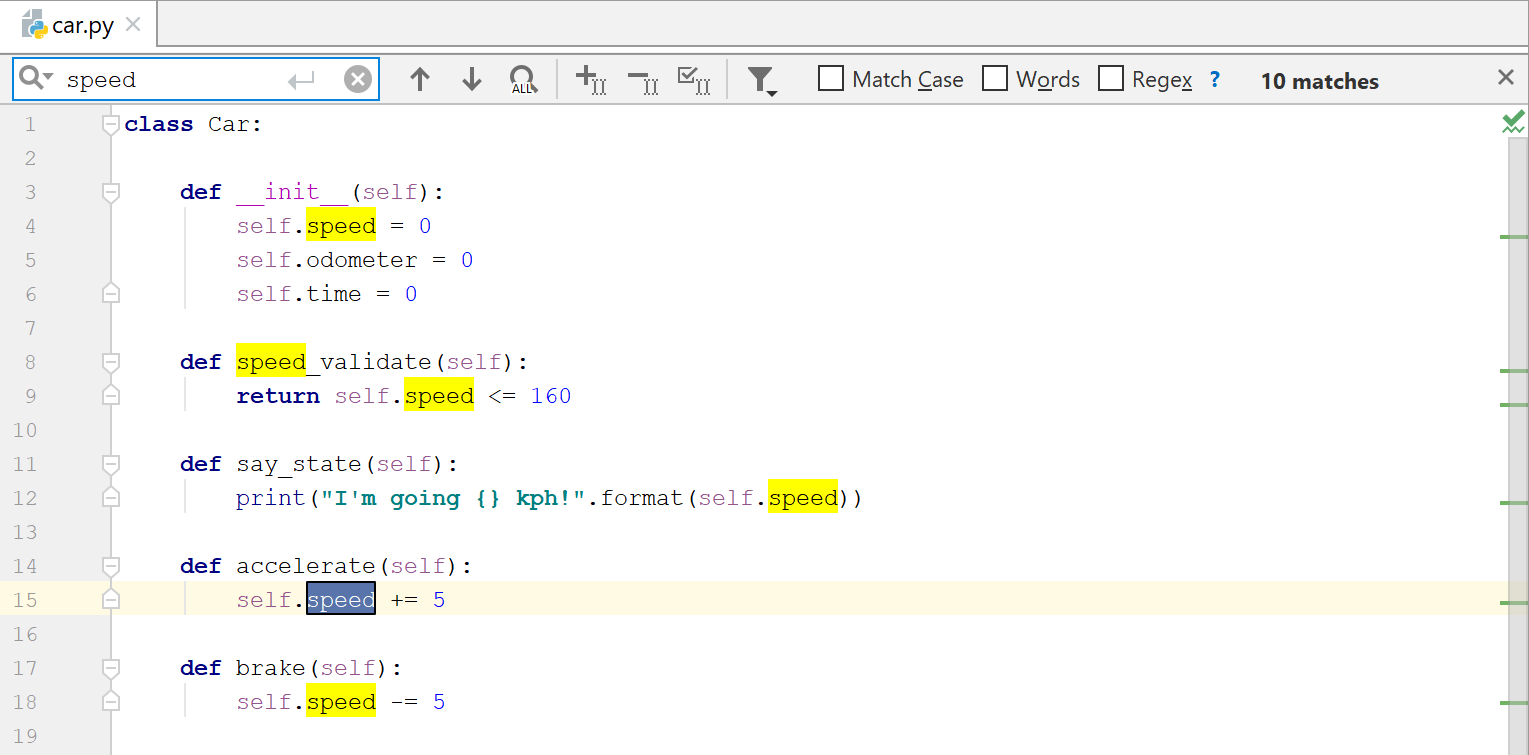 car.py
speed ALL Match Case Words Regex ? 10 matches
1 class Car:
2
3     def __init__(self):
4         self.speed = 0
5         self.odometer = 0
6         self.time = 0
7
8     def speed_validate(self):
9         return self.speed <= 160
10
11     def say_state(self):
12         print("I'm going {} kph!".format(self.speed))
13
14     def accelerate(self):
15         self.speed += 5
16
17     def brake(self):
18         self.speed -= 5
19